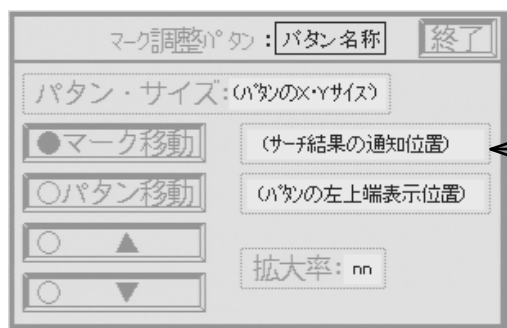 マーク調整パタン：パタン名称 終了
パタン・サイズ：(パタンのX・Yサイズ)
●マーク移動 (サーチ結果の通知位置)
○パタン移動 (パタンの左上端表示位置)
○ ▲
拡大率：nn
○ ▼